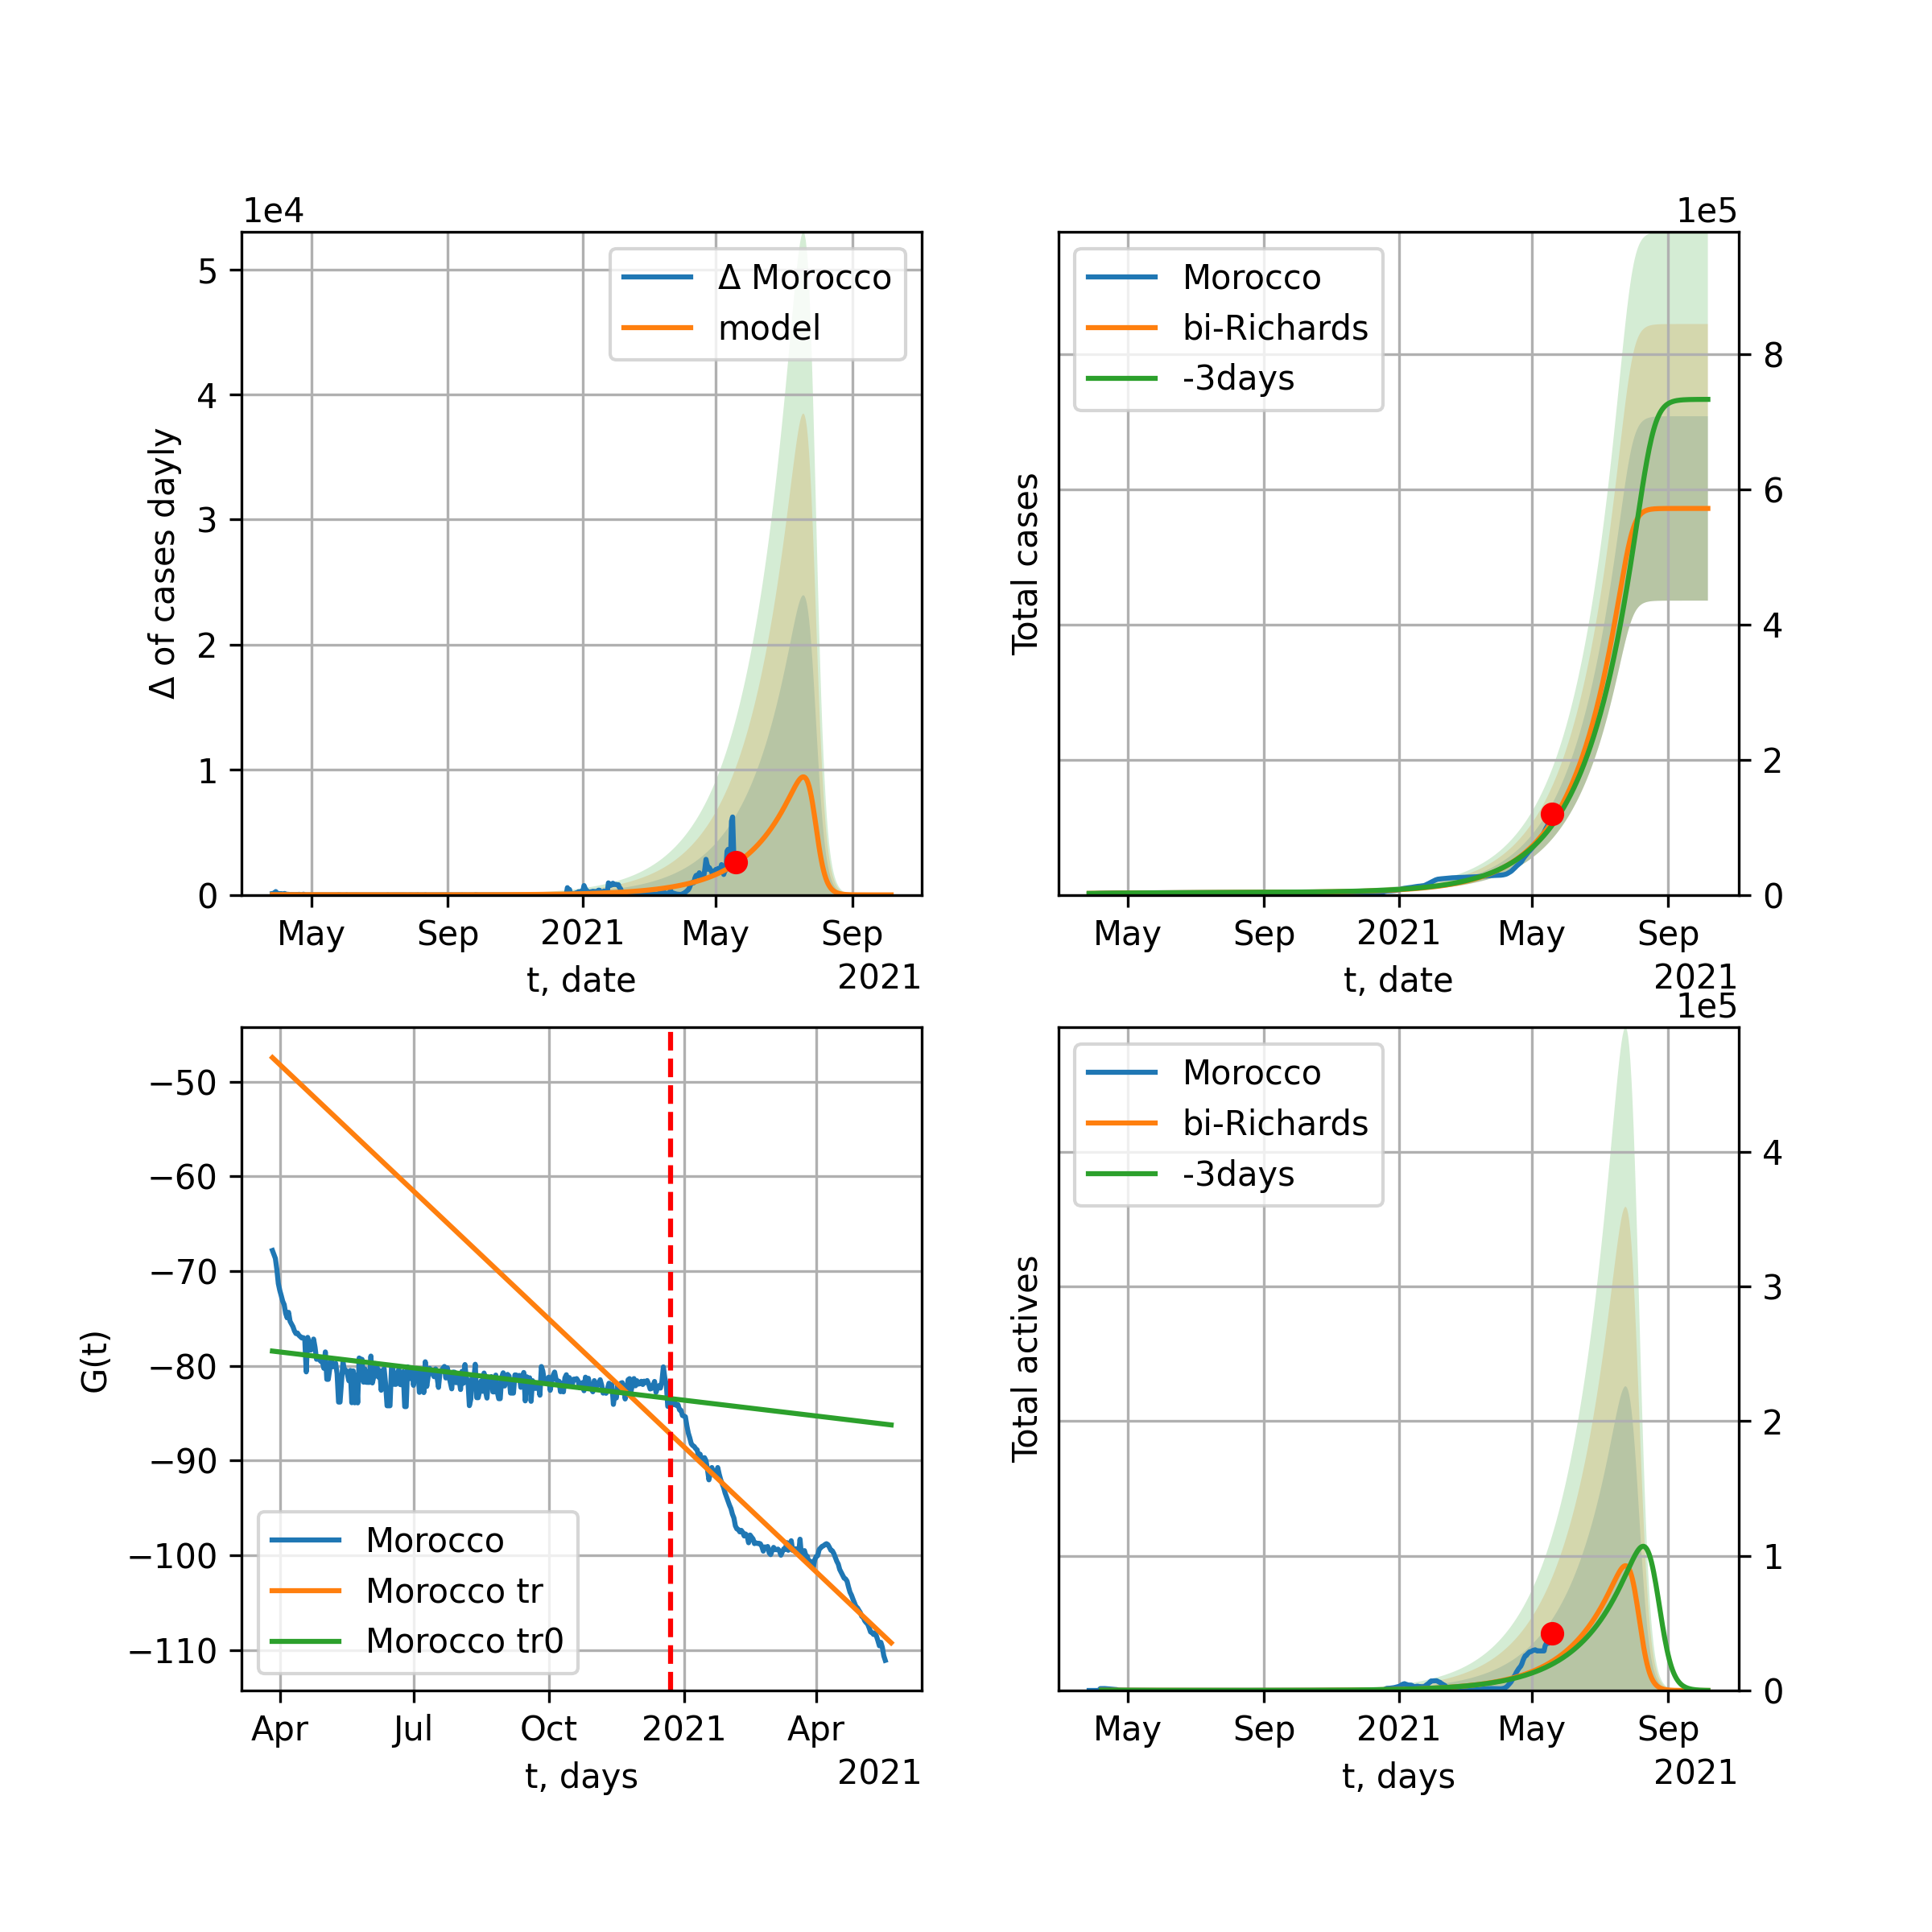 1e4
5
4
3
2
1
0
Δ of cases dayly
Δ Morocco
model
May Sep 2021 May Sep
t, date
2021
1e5
Morocco
bi-Richards
-3days
Total cases
8
6
4
2
0
May Sep 2021 May Sep
t, date
2021
−50
−60
−70
−80
−90
−100
−110
G(t)
Morocco
Morocco tr
Morocco tr0
Apr Jul Oct 2021 Apr
t, days
2021
1e5
Morocco
bi-Richards
-3days
Total actives
4
3
2
1
0
May Sep 2021 May Sep
t, days
2021